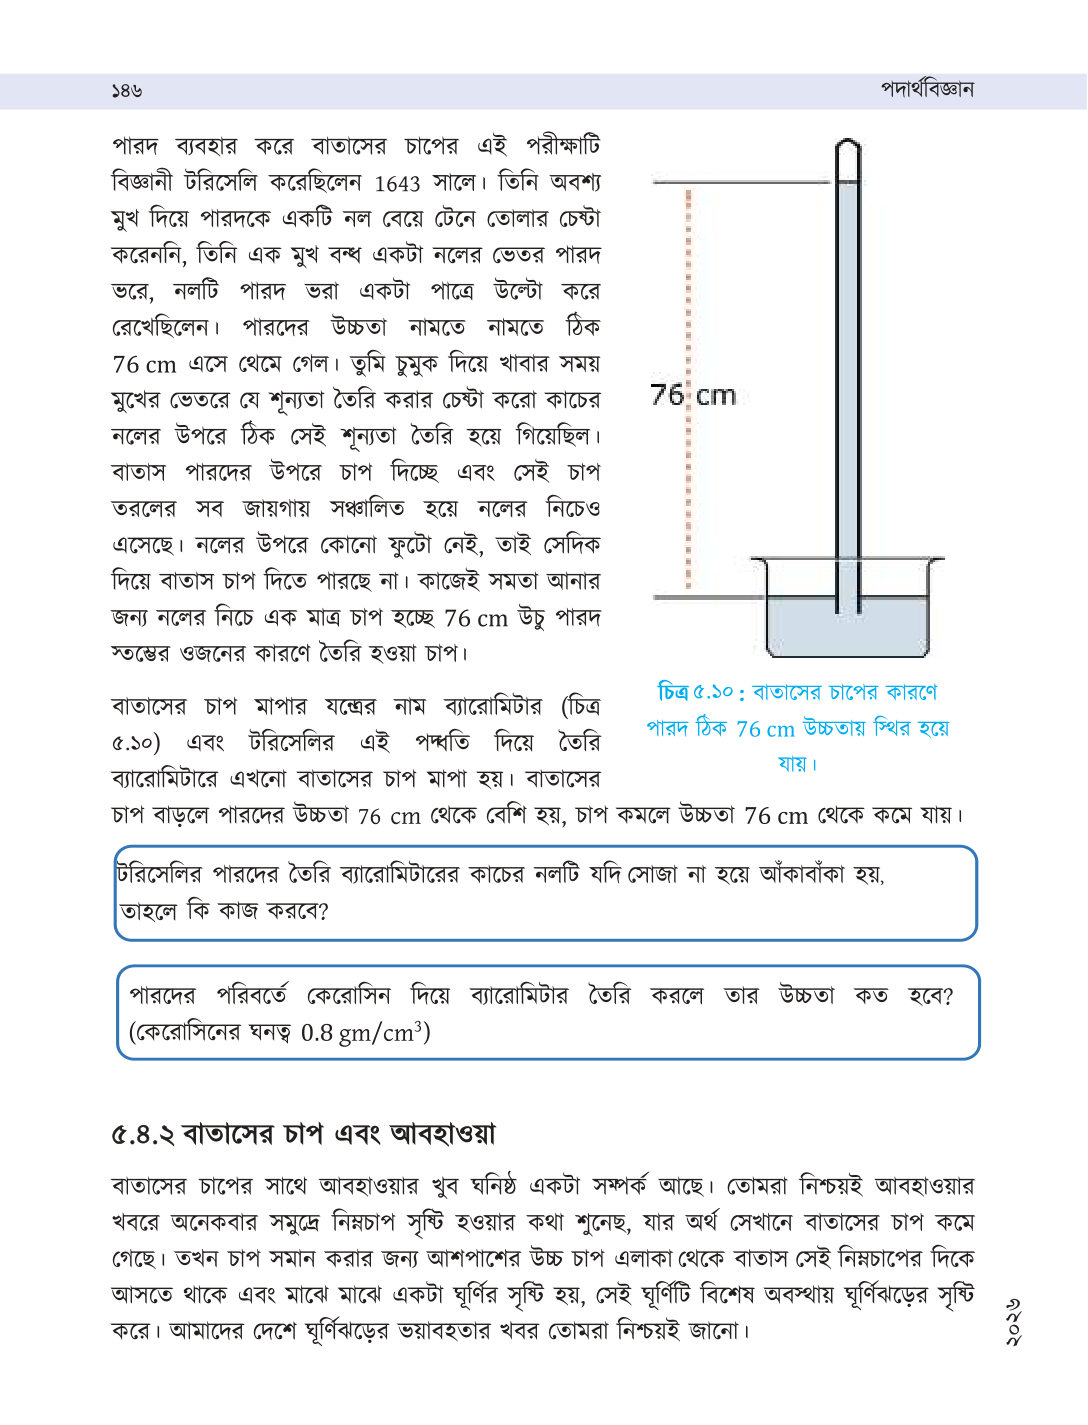 ১৪৬
পদার্থবিজ্ঞান
পারদ ব্যবহার করে বাতাসের চাপের এই পরীক্ষাটি
বিজ্ঞানী টরিসেলি করেছিলেন 1643 সালে। তিনি অবশ্য
মুখ দিয়ে পারদকে একটি নল বেয়ে টেনে তোলার চেষ্টা
করেননি, তিনি এক মুখ বন্ধ একটা নলের ভেতর পারদ
ভরে, নলটি পারদ ভরা একটা পাত্রে উল্টো করে
রেখেছিলেন। পারদের উচ্চতা নামতে নামতে ঠিক
76 cm এসে থেমে গেল। তুমি চুমুক দিয়ে খাবার সময়
মুখের ভেতরে যে শূন্যতা তৈরি করার চেষ্টা করো কাচের
নলের উপরে ঠিক সেই শূন্যতা তৈরি হয়ে গিয়েছিল।
বাতাস পারদের উপরে চাপ দিচ্ছে এবং সেই চাপ
তরলের সব জায়গায় সঞ্চালিত হয়ে নলের নিচেও
এসেছে। নলের উপরে কোনো ফুটো নেই, তাই সেদিক
দিয়ে বাতাস চাপ দিতে পারছে না। কাজেই সমতা আনার
জন্য নলের নিচে এক মাত্র চাপ হচ্ছে 76 cm উচু পারদ
স্তম্ভের ওজনের কারণে তৈরি হওয়া চাপ।
76 cm
চিত্র ৫.১০ : বাতাসের চাপের কারণে
পারদ ঠিক 76 cm উচ্চতায় স্থির হয়ে
যায়।
বাতাসের চাপ মাপার যন্ত্রের নাম ব্যারোমিটার (চিত্র
৫.১০) এবং টরিসেলির এই পদ্ধতি দিয়ে তৈরি
ব্যারোমিটারে এখনো বাতাসের চাপ মাপা হয়। বাতাসের
চাপ বাড়লে পারদের উচ্চতা 76 cm থেকে বেশি হয়, চাপ কমলে উচ্চতা 76 cm থেকে কমে যায়।
টরিসেলির পারদের তৈরি ব্যারোমিটারের কাচের নলটি যদি সোজা না হয়ে আঁকাবাঁকা হয়,
তাহলে কি কাজ করবে?
পারদের পরিবর্তে কেরোসিন দিয়ে ব্যারোমিটার তৈরি করলে তার উচ্চতা কত হবে?
(কেরোসিনের ঘনত্ব 0.8 gm/cm³)
৫.৪.২ বাতাসের চাপ এবং আবহাওয়া
বাতাসের চাপের সাথে আবহাওয়ার খুব ঘনিষ্ঠ একটা সম্পর্ক আছে। তোমরা নিশ্চয়ই আবহাওয়ার
খবরে অনেকবার সমুদ্রে নিম্নচাপ সৃষ্টি হওয়ার কথা শুনেছ, যার অর্থ সেখানে বাতাসের চাপ কমে
গেছে। তখন চাপ সমান করার জন্য আশপাশের উচ্চ চাপ এলাকা থেকে বাতাস সেই নিম্নচাপের দিকে
আসতে থাকে এবং মাঝে মাঝে একটা ঘূর্ণির সৃষ্টি হয়, সেই ঘূর্ণিটি বিশেষ অবস্থায় ঘূর্ণিঝড়ের সৃষ্টি
করে। আমাদের দেশে ঘূর্ণিঝড়ের ভয়াবহতার খবর তোমরা নিশ্চয়ই জানো।
২০২৬